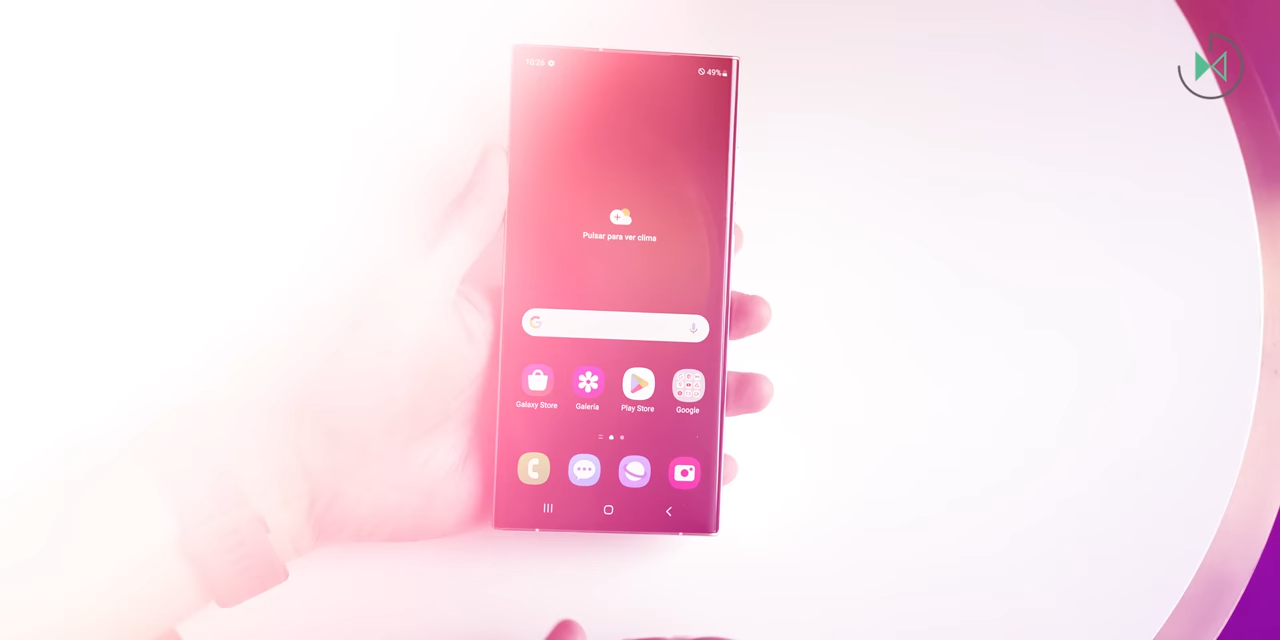 10:26
49%
Pulsar para ver clima
Galaxy Store
Galería
Play Store
Google